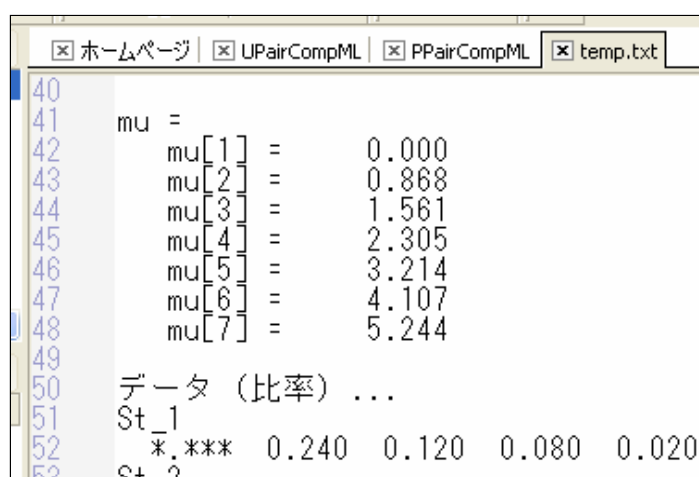 ホームページ UPairCompML PPairCompML temp.txt
40
41 mu =
42 mu[1] = 0.000
43 mu[2] = 0.868
44 mu[3] = 1.561
45 mu[4] = 2.305
46 mu[5] = 3.214
47 mu[6] = 4.107
48 mu[7] = 5.244
49
50 データ (比率) ...
51 St_1
52 *.*** 0.240 0.120 0.080 0.020
53 St_2